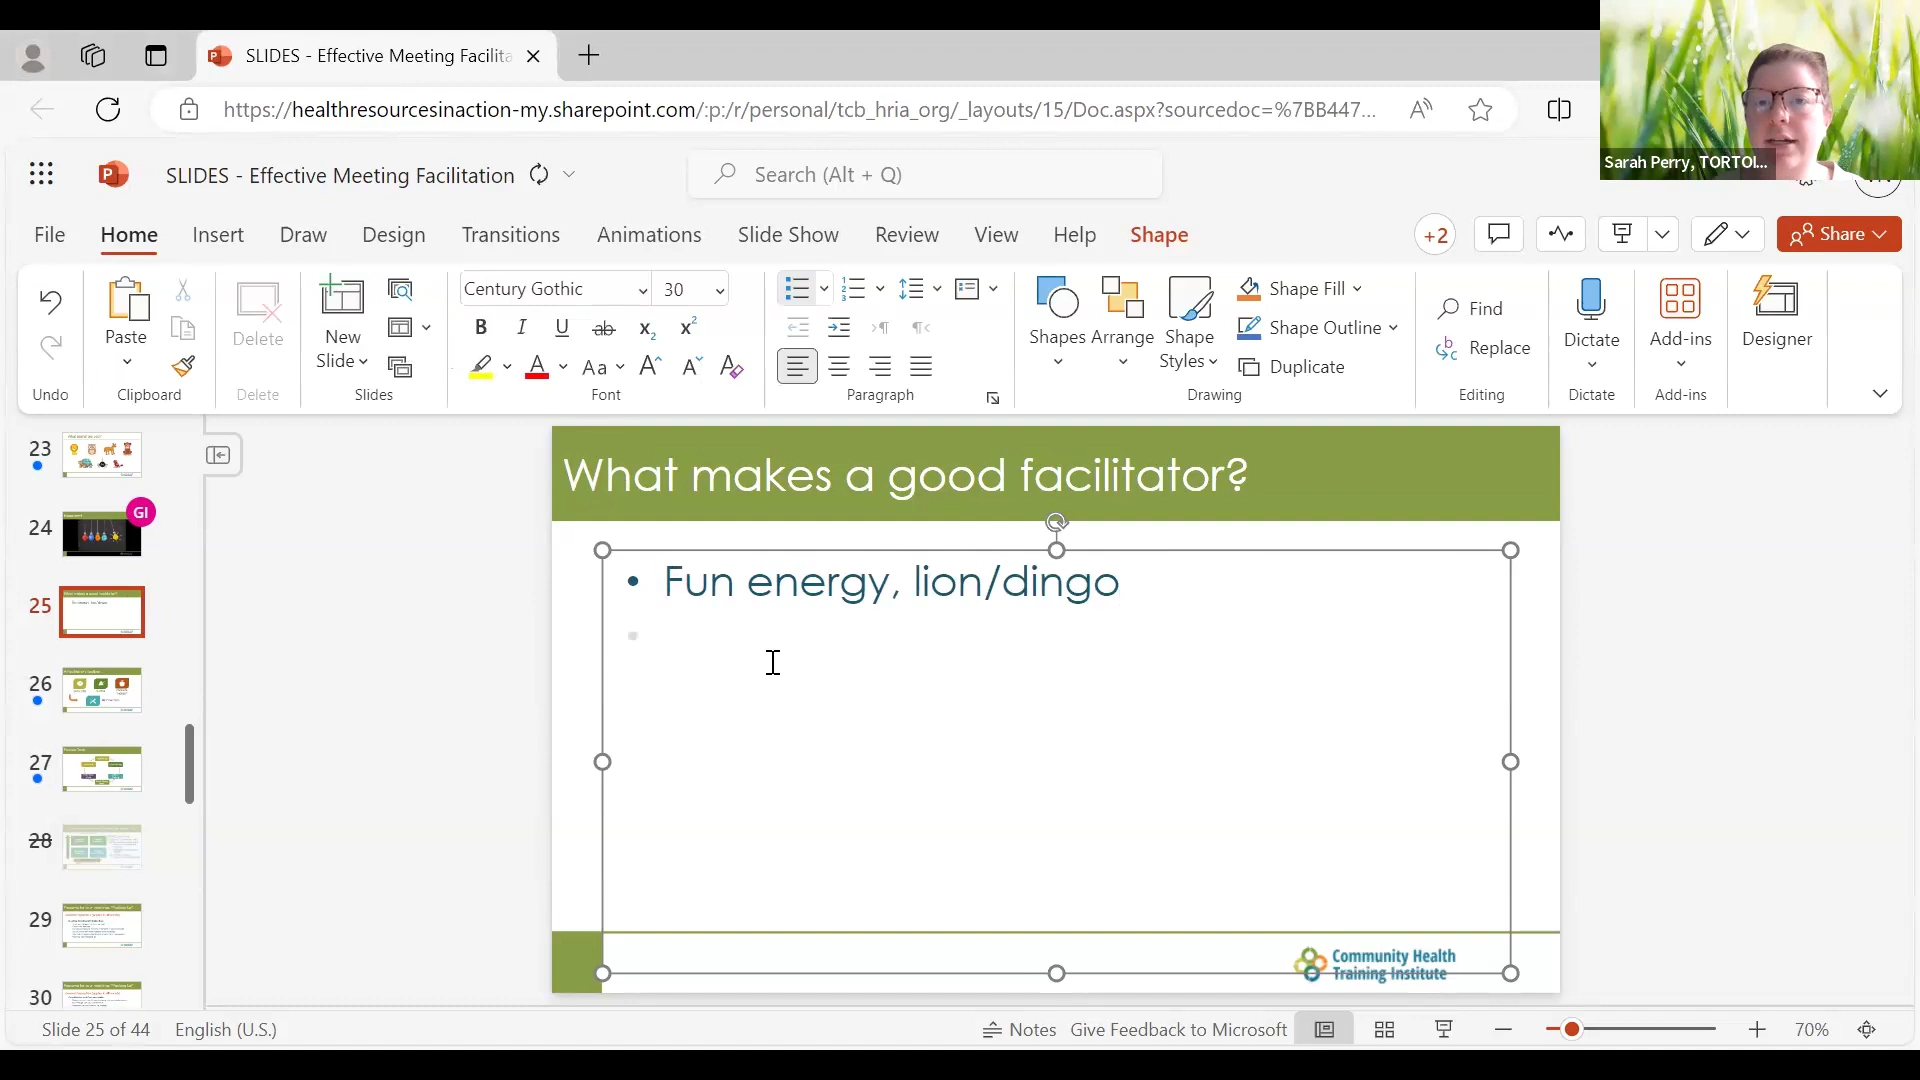 SLIDES - Effective Meeting Facilita
https://healthresourcesinaction-my.sharepoint.com/:p:/r/personal/tcb_hria_org/_layouts/15/Doc.aspx?sourcedoc=%7BB447...
Sarah Perry, TORTOI...
SLIDES - Effective Meeting Facilitation
Search (Alt + Q)
File Home Insert Draw Design Transitions Animations Slide Show Review View Help Shape
+2
Share
Century Gothic 30
Shape Fill
Find
Paste
Delete
New
Slide
Shapes Arrange Shape
Styles
Shape Outline
Replace
Dictate
Add-ins
Designer
Duplicate
Undo Clipboard Delete Slides Font Paragraph Drawing Editing Dictate Add-ins
23
24
GI
25
26
27
28
29
30
What makes a good facilitator?
• Fun energy, lion/dingo
Community Health
Training Institute
Slide 25 of 44 English (U.S.) Notes Give Feedback to Microsoft 70%